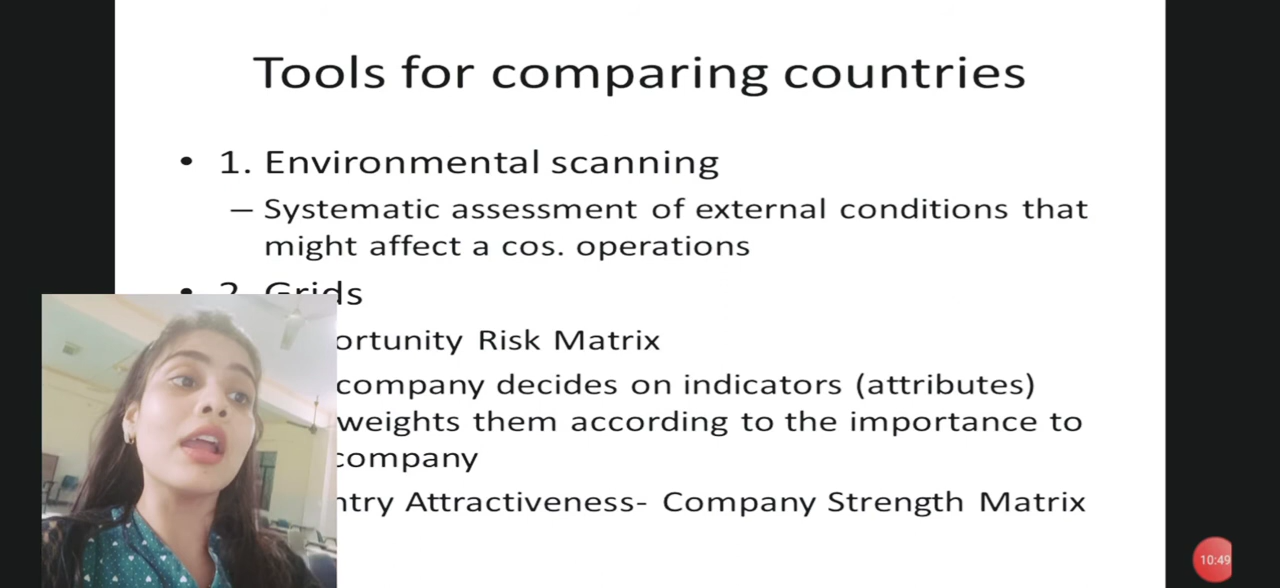 Tools for comparing countries
• 1. Environmental scanning
– Systematic assessment of external conditions that
might affect a cos. operations
• 2. Grids
Risk Matrix
company decides on indicators (attributes)
weights them according to the importance to
company
Attractiveness- Company Strength Matrix
10:49